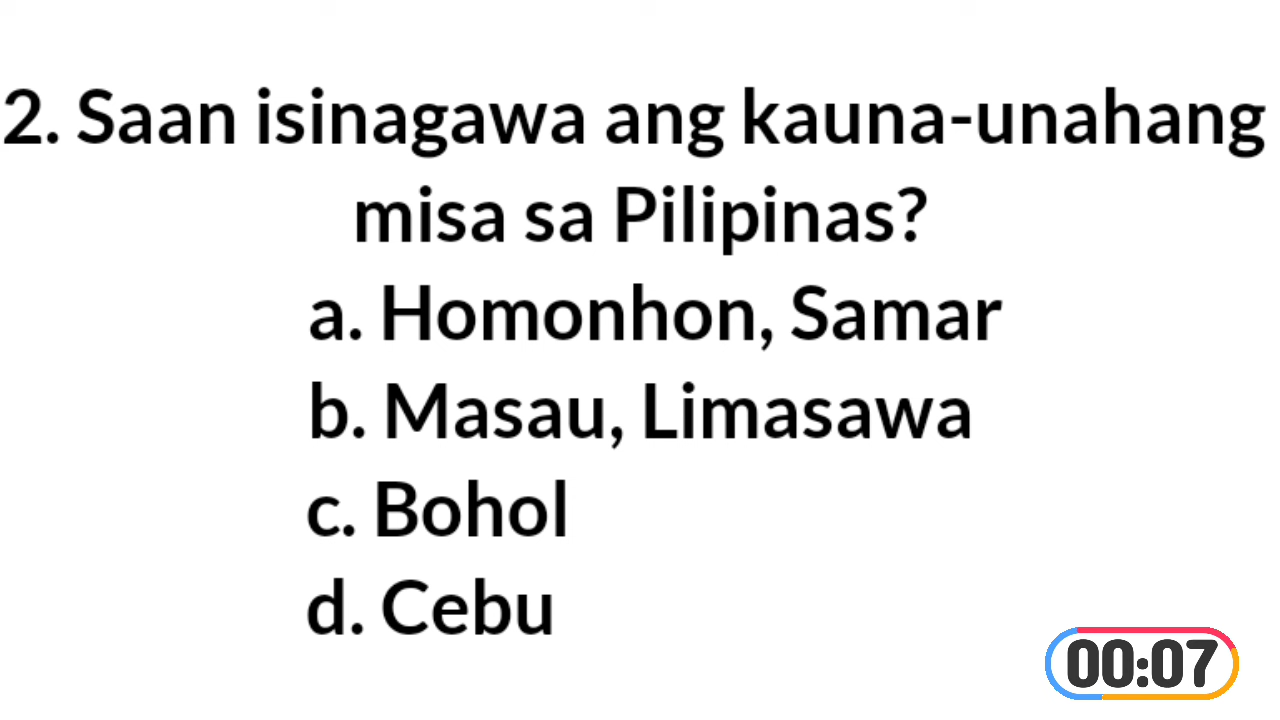 2. Saan isinagawa ang kauna-unahang
misa sa Pilipinas?
a. Homonhon, Samar
b. Masau, Limasawa
c. Bohol
d. Cebu
00:07